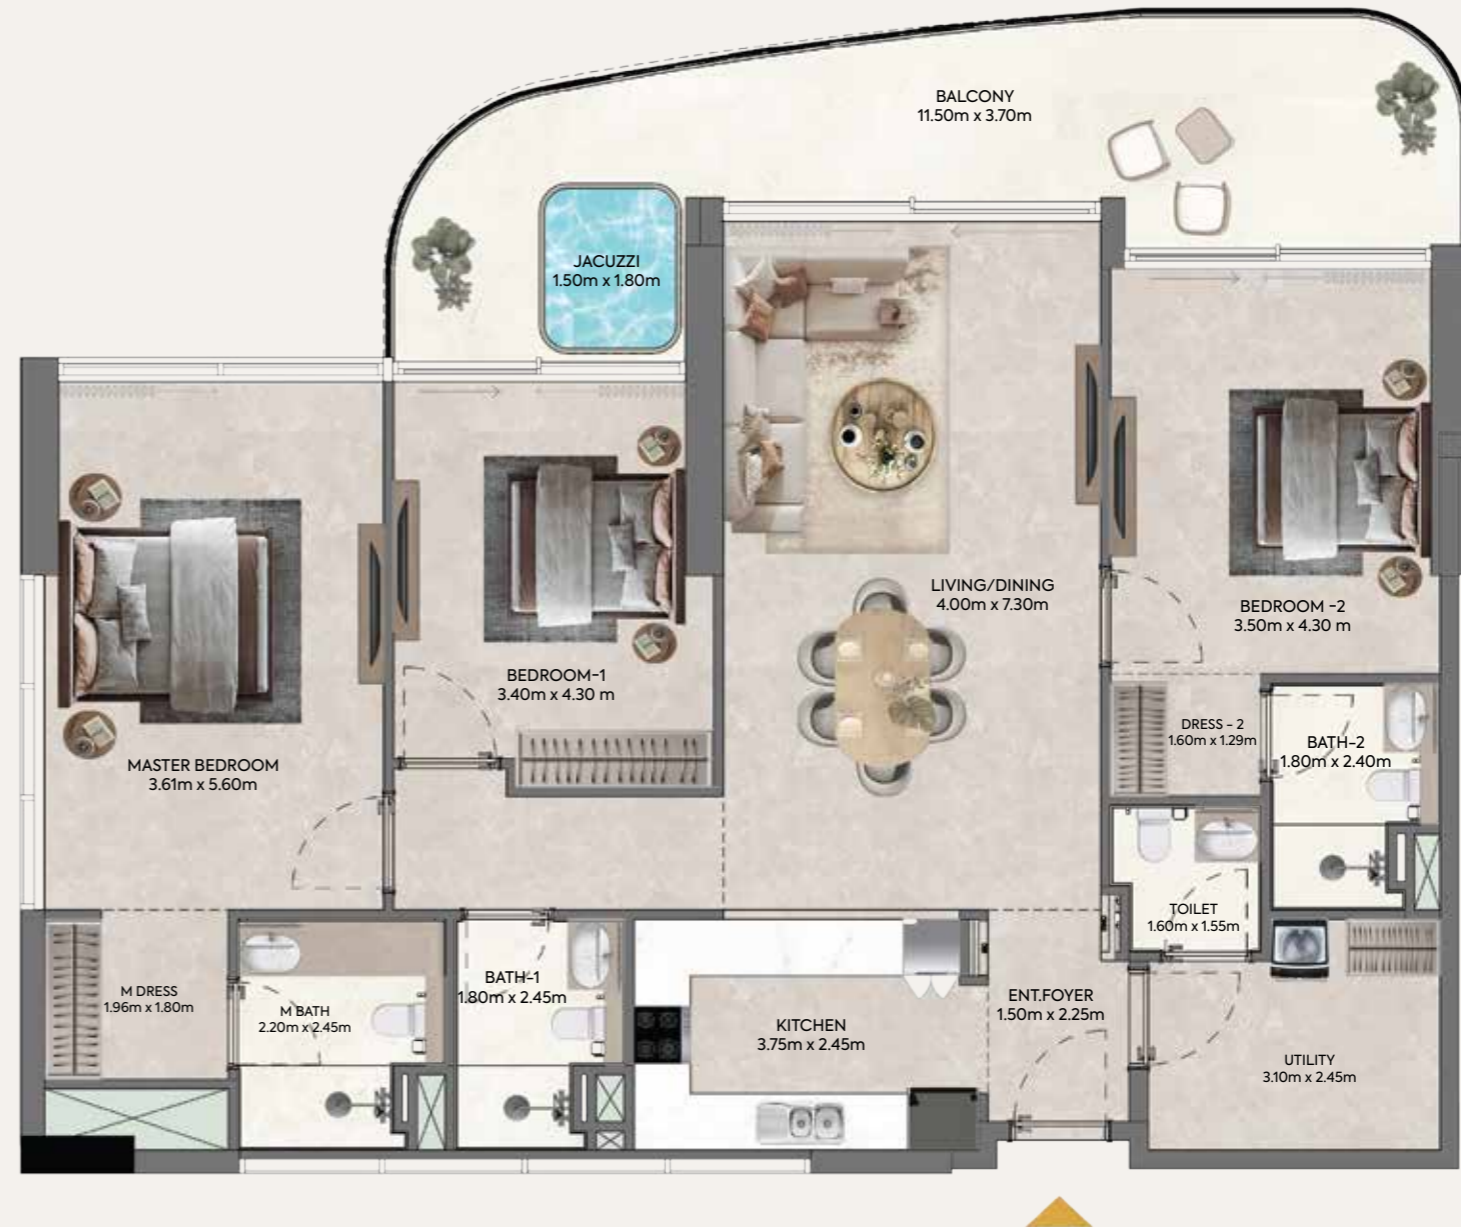 BALCONY
11.50m x 3.70m
JACUZZI
1.50m x 1.80m
LIVING/DINING
4.00m x 7.30m
BEDROOM -2
3.50m x 4.30 m
BEDROOM-1
3.40m x 4.30 m
MASTER BEDROOM
3.61m x 5.60m
DRESS - 2
1.60m x 1.29m
BATH-2
1.80m x 2.40m
TOILET
1.60m x 1.55m
M DRESS
1.96m x 1.80m
M BATH
2.20m x 2.45m
BATH-1
1.80m x 2.45m
KITCHEN
3.75m x 2.45m
ENT.FOYER
1.50m x 2.25m
UTILITY
3.10m x 2.45m